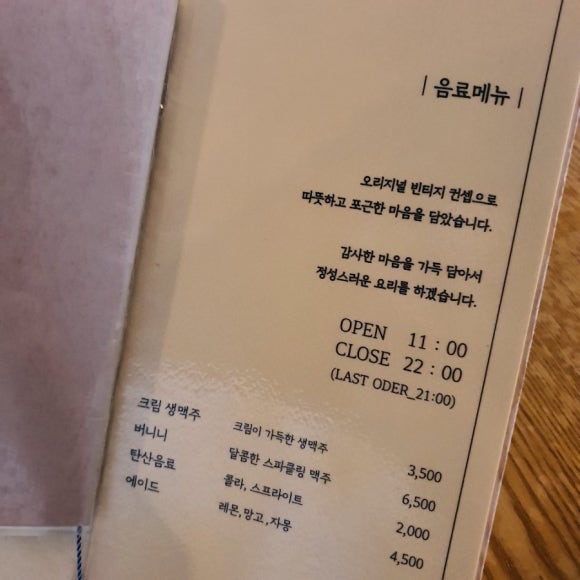 | 음료메뉴 |
오리지널 빈티지 컨셉으로
따뜻하고 포근한 마음을 담았습니다.
감사한 마음을 가득 담아서
정성스러운 요리를 하겠습니다.
OPEN 11 : 00
CLOSE 22 : 00
(LAST ODER_21:00)
크림 생맥주 크림이 가득한 생맥주 3,500
버니니 달콤한 스파클링 맥주 6,500
탄산음료 콜라, 스프라이트 2,000
에이드 레몬,망고,자몽 4,500